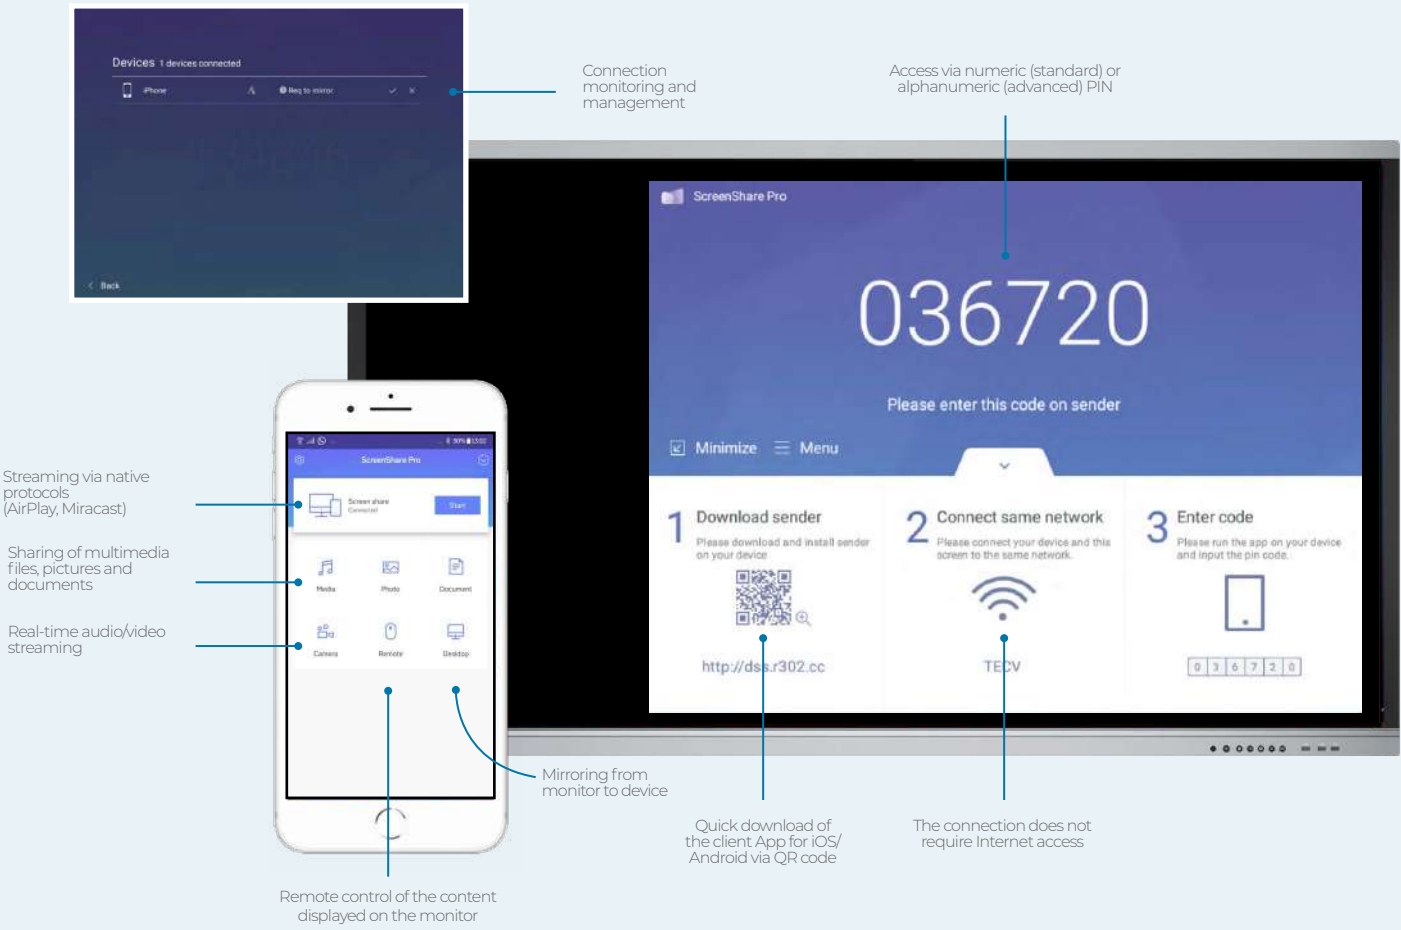 Devices 1 devices connected
iPhone
Req to mirror
Back
Connection
monitoring and
management
Access via numeric (standard) or
alphanumeric (advanced) PIN
ScreenShare Pro
036720
Please enter this code on sender
Minimize
Menu
1 Download sender
Please download and install sender
on your device
http://dss.r302.cc
2 Connect same network
Please connect your device and this
screen to the same network.
TECV
3 Enter code
Please run the app on your device
and input the pin code.
0 3 6 7 2 0
90% 13:02
ScreenShare Pro
Screen share
Connected
Start
Media
Photo
Document
Camera
Remote
Desktop
Streaming via native
protocols
(AirPlay, Miracast)
Sharing of multimedia
files, pictures and
documents
Real-time audio/video
streaming
Mirroring from
monitor to device
Quick download of
the client App for iOS/
Android via QR code
The connection does not
require Internet access
Remote control of the content
displayed on the monitor